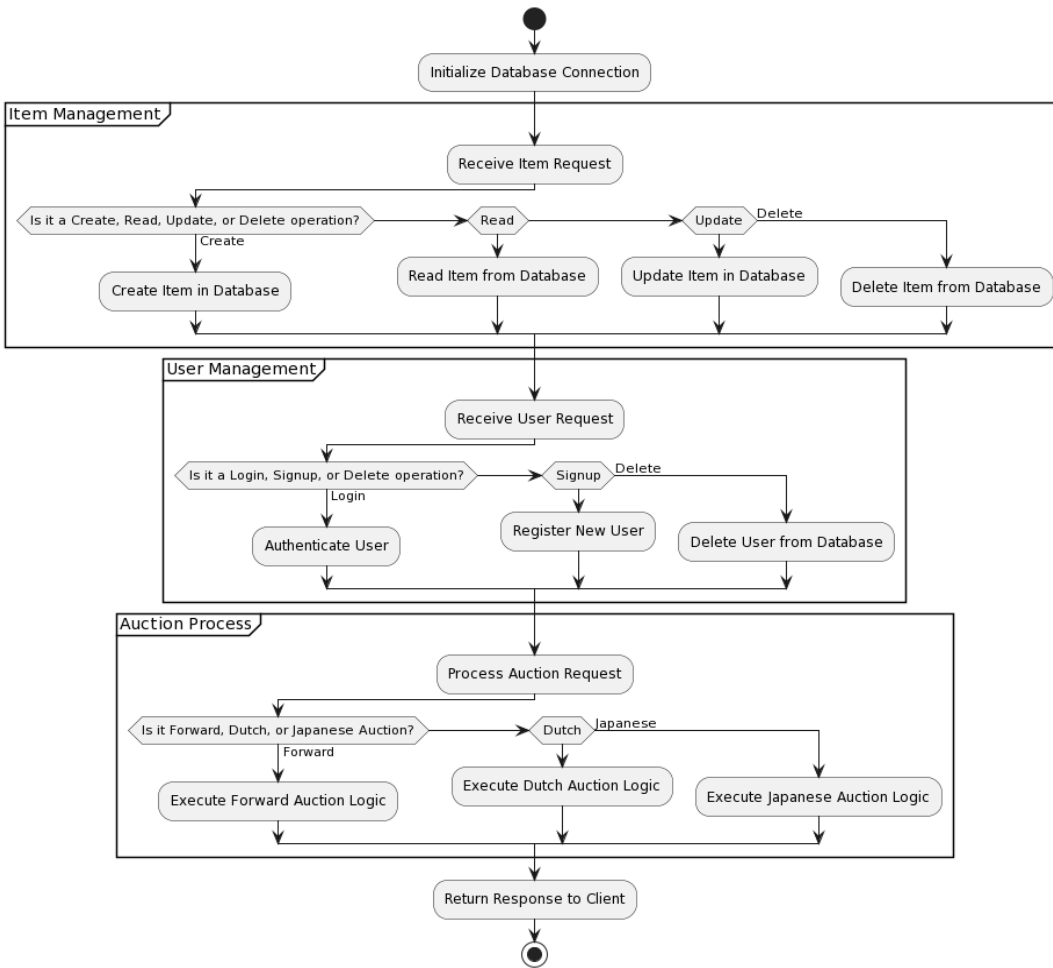 Initialize Database Connection
Item Management
Receive Item Request
Is it a Create, Read, Update, or Delete operation?
Read
Update
Delete
Create
Create Item in Database
Read Item from Database
Update Item in Database
Delete Item from Database
User Management
Receive User Request
Is it a Login, Signup, or Delete operation?
Signup
Delete
Login
Authenticate User
Register New User
Delete User from Database
Auction Process
Process Auction Request
Is it Forward, Dutch, or Japanese Auction?
Dutch
Japanese
Forward
Execute Forward Auction Logic
Execute Dutch Auction Logic
Execute Japanese Auction Logic
Return Response to Client